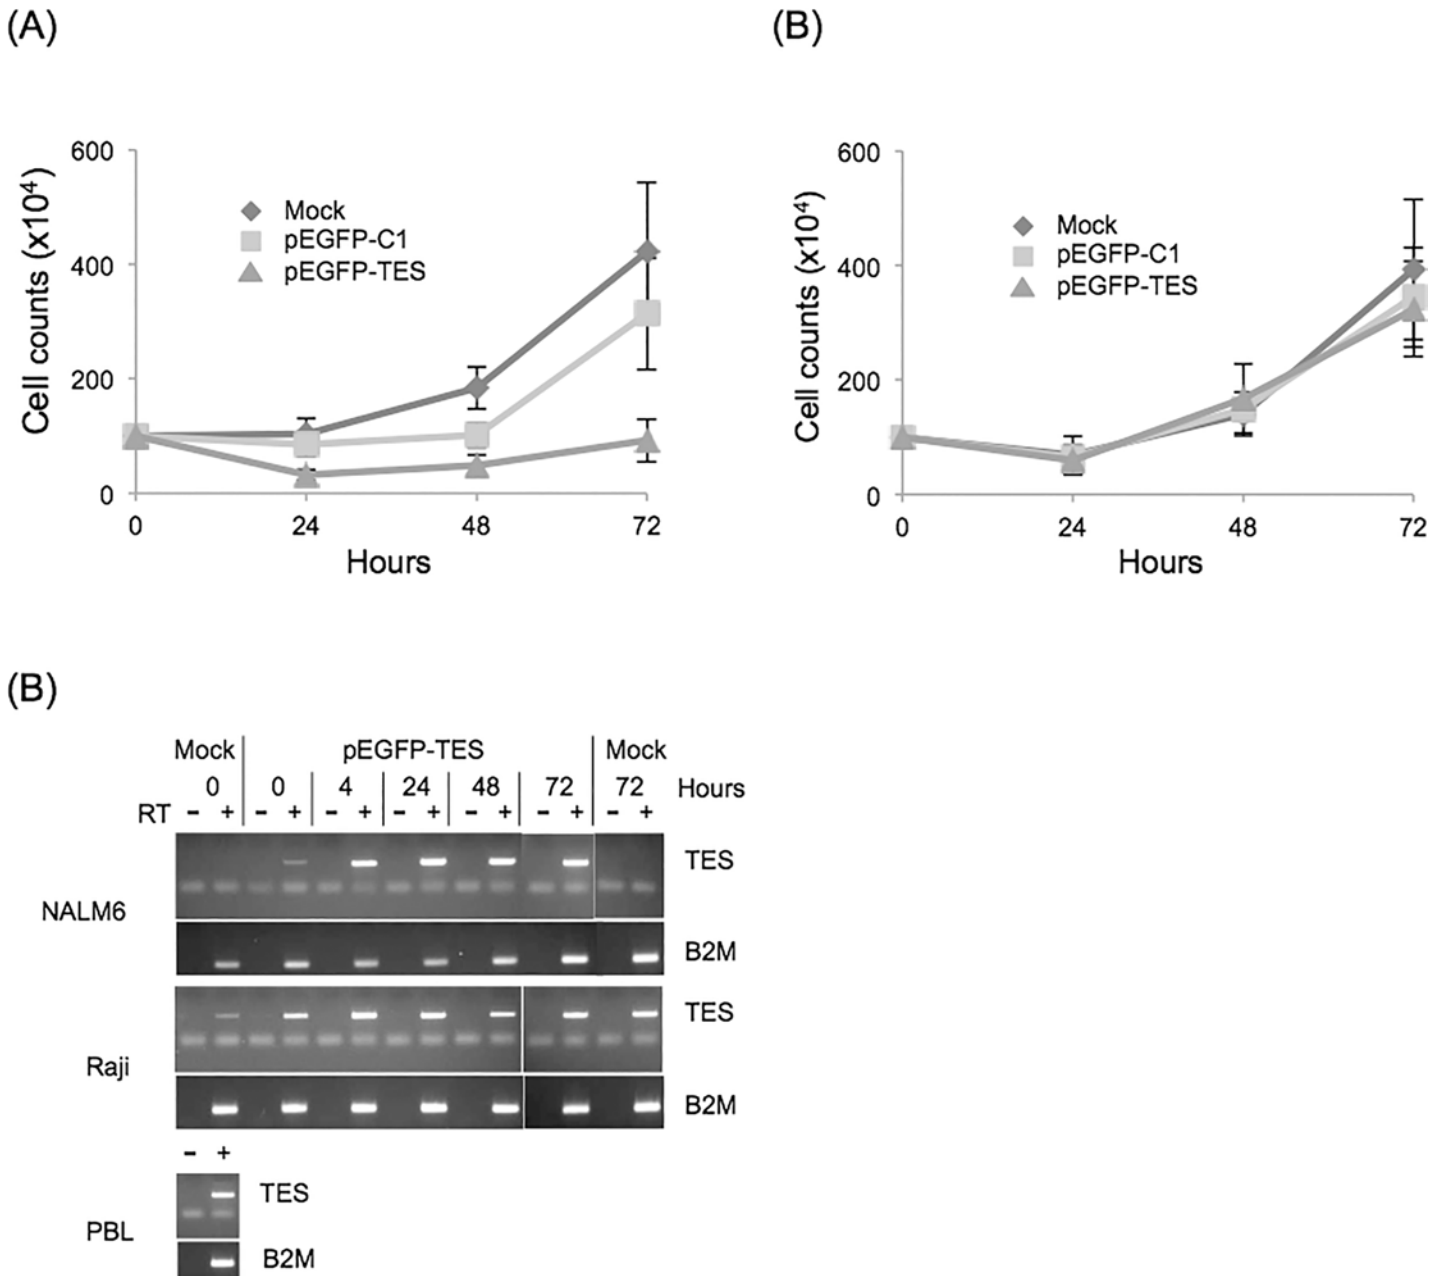 (A)
Cell counts (x10⁴)
600
400
200
0
Mock
pEGFP-C1
pEGFP-TES
0 24 48 72
Hours
(B)
Cell counts (x10⁴)
600
400
200
0
Mock
pEGFP-C1
pEGFP-TES
0 24 48 72
Hours
(B)
Mock pEGFP-TES Mock
0 0 4 24 48 72 72 Hours
RT - + - + - + - + - + - + - +
TES
NALM6
B2M
TES
Raji
B2M
- +
TES
PBL
B2M